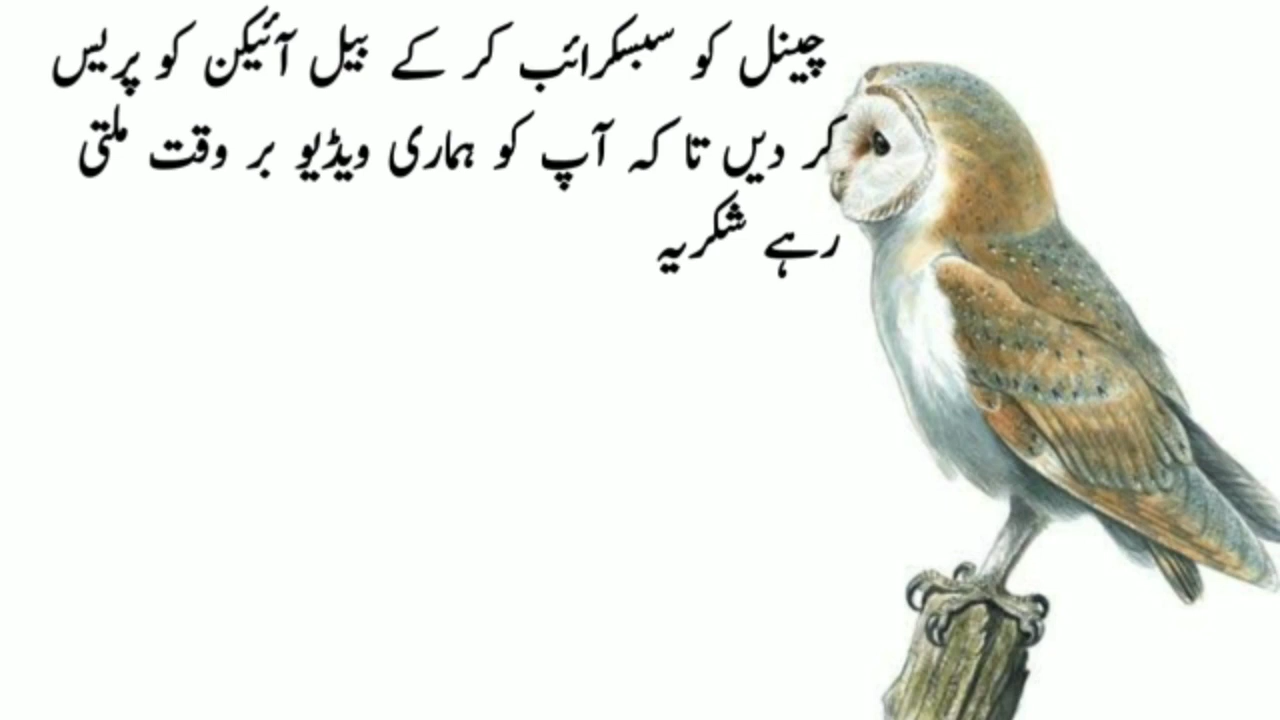 چینل کو سبسکرائب کر کے بیل آئیکن کو پریس
کر دیں تا کہ آپ کو ہماری ویڈیو بر وقت ملتی
رہے شکریہ